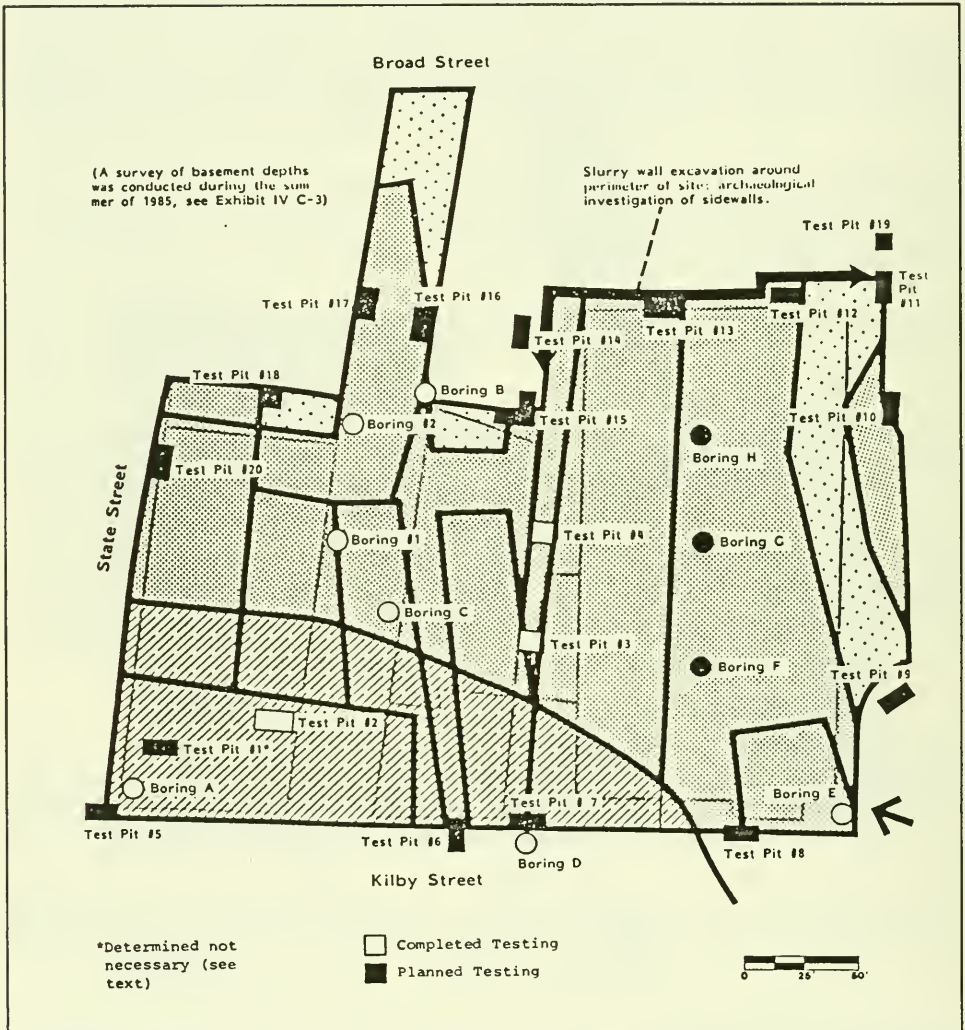 Broad Street
(A survey of basement depths
was conducted during the sum
mer of 1985, see Exhibit IV C-3)
Slurry wall excavation around
perimeter of site; archaeological
investigation of sidewalls.
Test Pit #19
Test
Pit
#11
Test Pit #17
Test Pit #16
Test Pit #14
Test Pit #13
Test Pit #12
Test Pit #18
Boring B
Boring #2
Test Pit #15
Test Pit #10
Boring H
Test Pit #20
State Street
Boring #1
Test Pit #4
Boring G
Boring C
Test Pit #3
Boring F
Test Pit #9
Test Pit #2
Test Pit #1*
Boring A
Boring E
Test Pit # 7
Test Pit #5
Test Pit #6
Test Pit #8
Boring D
Kilby Street
*Determined not
necessary (see
text)
Completed Testing
Planned Testing
0 25' 50'